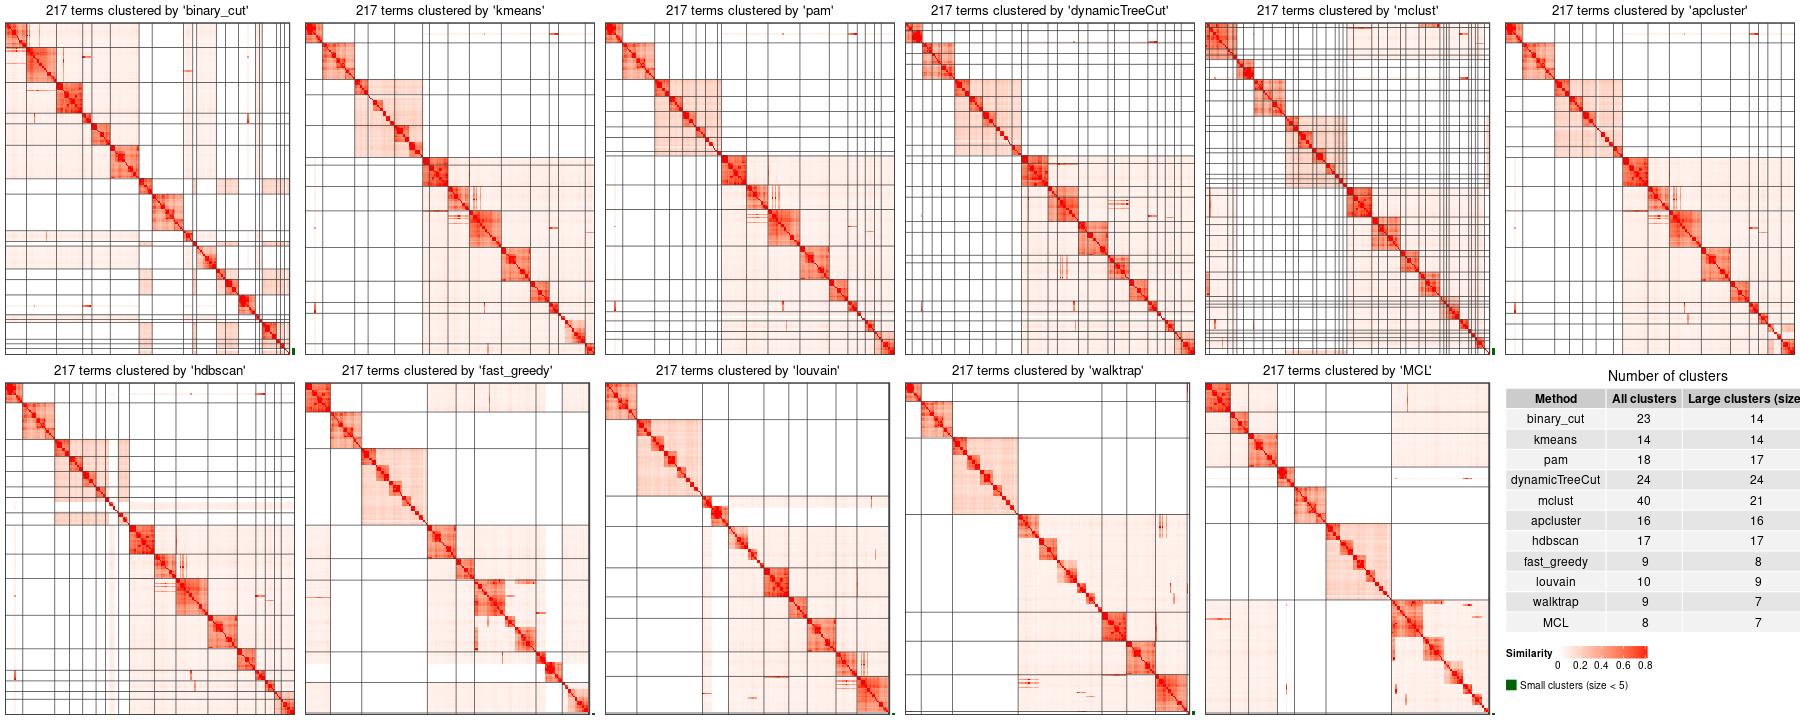 217 terms clustered by 'binary_cut'
217 terms clustered by 'kmeans'
217 terms clustered by 'pam'
217 terms clustered by 'dynamicTreeCut'
217 terms clustered by 'mclust'
217 terms clustered by 'apcluster'
217 terms clustered by 'hdbscan'
217 terms clustered by 'fast_greedy'
217 terms clustered by 'louvain'
217 terms clustered by 'walktrap'
217 terms clustered by 'MCL'
Number of clusters
Method All clusters Large clusters (size
binary_cut 23 14
kmeans 14 14
pam 18 17
dynamicTreeCut 24 24
mclust 40 21
apcluster 16 16
hdbscan 17 17
fast_greedy 9 8
louvain 10 9
walktrap 9 7
MCL 8 7
Similarity
0 0.2 0.4 0.6 0.8
Small clusters (size < 5)